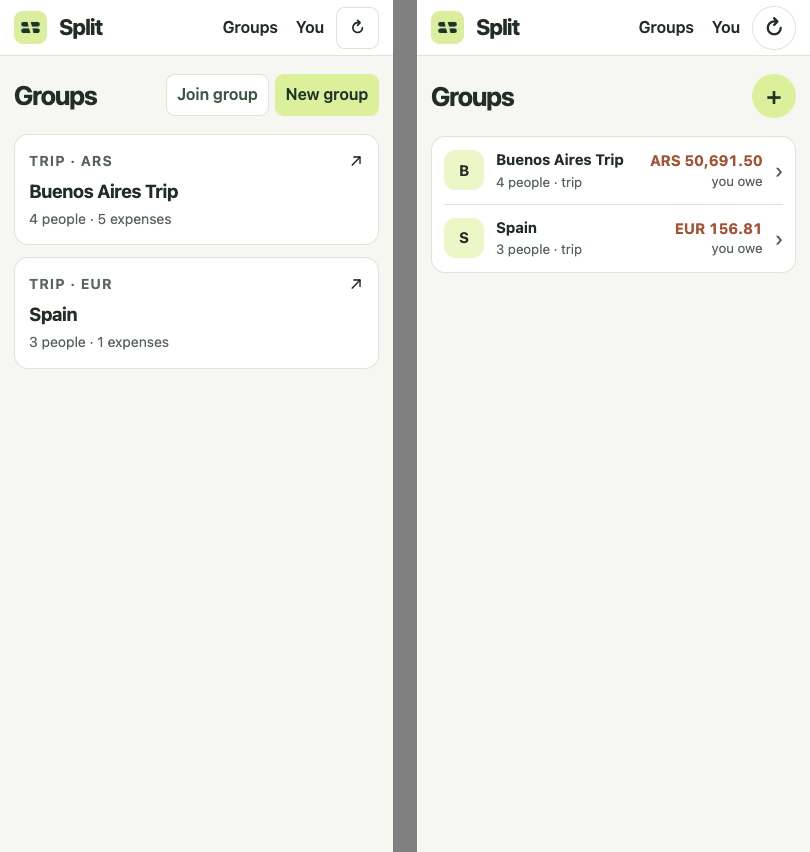 Split
Groups You
Groups
Join group New group
TRIP · ARS
Buenos Aires Trip
4 people · 5 expenses
TRIP · EUR
Spain
3 people · 1 expenses
Split
Groups You
Groups
+
B
Buenos Aires Trip
4 people · trip
ARS 50,691.50
you owe
S
Spain
3 people · trip
EUR 156.81
you owe